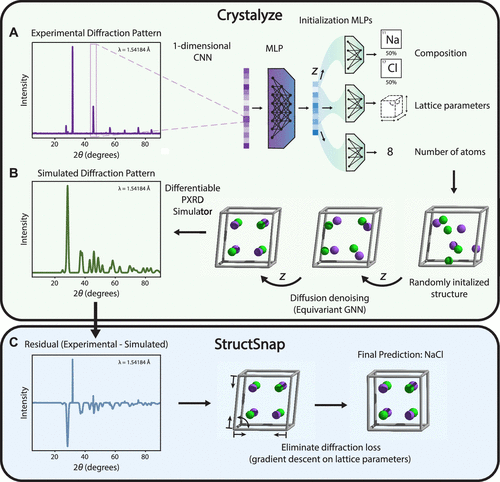 Crystalyze
A
Experimental Diffraction Pattern
λ = 1.54184 Å
Intensity
20
40
60
80
2θ (degrees)
1-dimensional
CNN
MLP
z
Initialization MLPs
Na
50%
Cl
50%
Composition
Lattice parameters
8
Number of atoms
B
Simulated Diffraction Pattern
λ = 1.54184 Å
Intensity
20
40
60
80
2θ (degrees)
Differentiable
PXRD
Simulator
z
z
Diffusion denoising
(Equivariant GNN)
Randomly initalized
structure
C
Residual (Experimental - Simulated)
λ = 1.54184 Å
Intensity
20
40
60
80
2θ (degrees)
StructSnap
Eliminate diffraction loss
(gradient descent on lattice parameters)
Final Prediction: NaCl